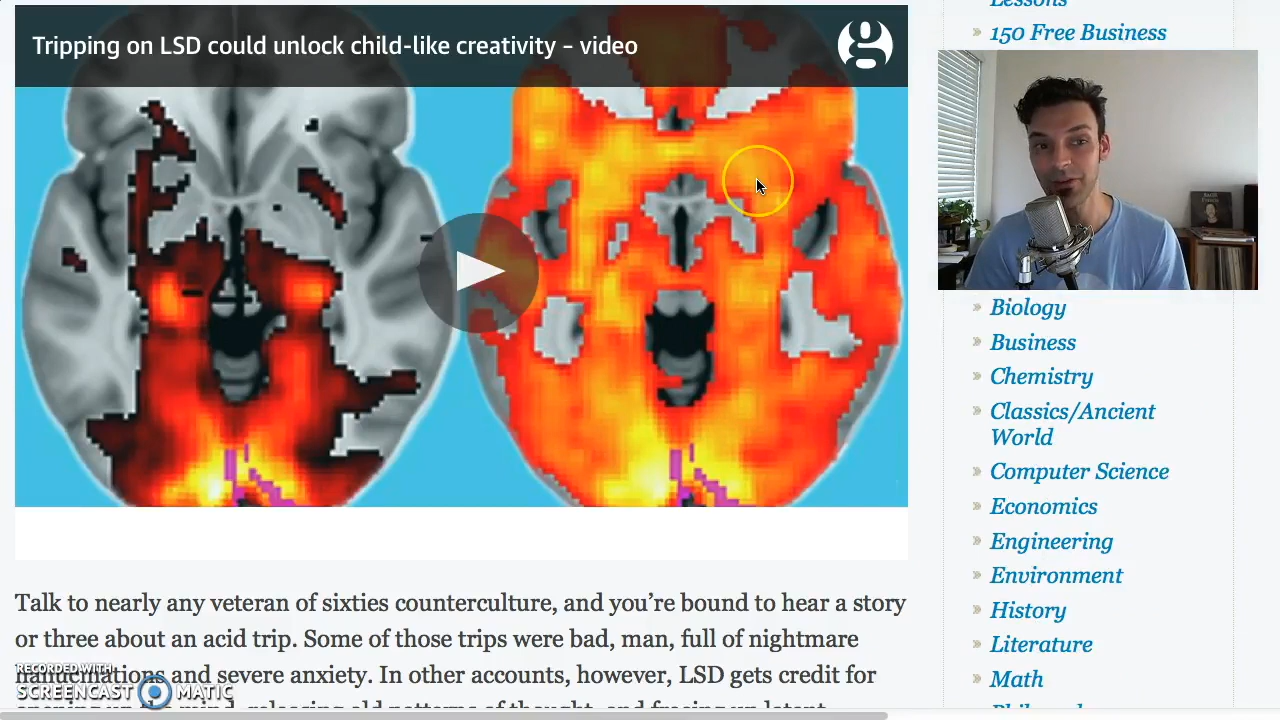 Lessons
150 Free Business
Tripping on LSD could unlock child-like creativity – video
Biology
Business
Chemistry
Classics/Ancient
World
Computer Science
Economics
Engineering
Environment
History
Literature
Math
Talk to nearly any veteran of sixties counterculture, and you’re bound to hear a story
or three about an acid trip. Some of those trips were bad, man, full of nightmare
and severe anxiety. In other accounts, however, LSD gets credit for
RECORDED WITH
SCREENCAST MATIC